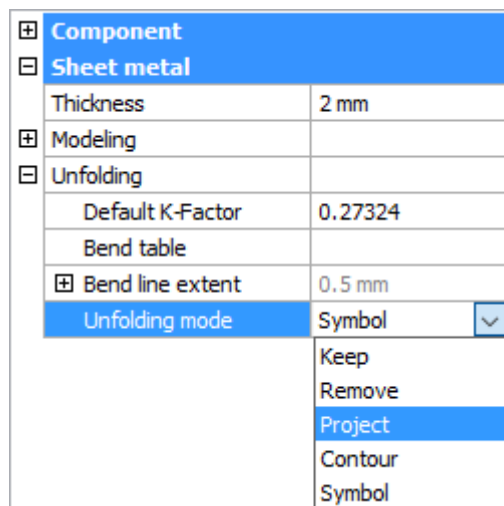 Component
Sheet metal
Thickness 2 mm
Modeling
Unfolding
Default K-Factor 0.27324
Bend table
Bend line extent 0.5 mm
Unfolding mode Symbol
Keep
Remove
Project
Contour
Symbol